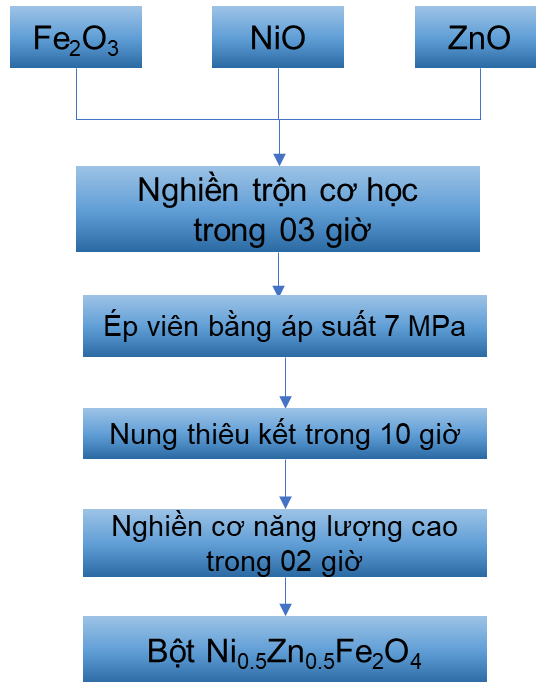 Fe₂O₃
NiO
ZnO
Nghiền trộn cơ học
trong 03 giờ
Ép viên bằng áp suất 7 MPa
Nung thiêu kết trong 10 giờ
Nghiền cơ năng lượng cao
trong 02 giờ
Bột Ni₀.₅Zn₀.₅Fe₂O₄